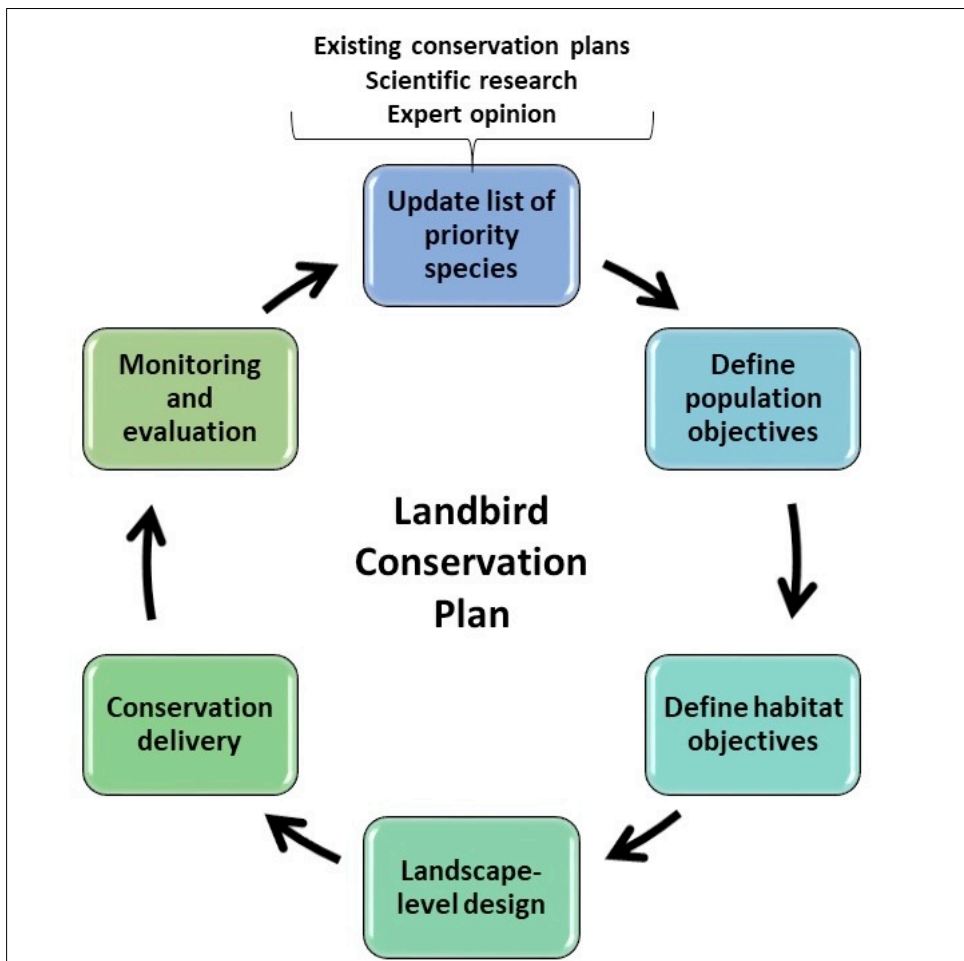 Existing conservation plans
Scientific research
Expert opinion
Update list of
priority
species
Define
population
objectives
Define habitat
objectives
Landscape-
level design
Conservation
delivery
Monitoring
and
evaluation
Landbird
Conservation
Plan